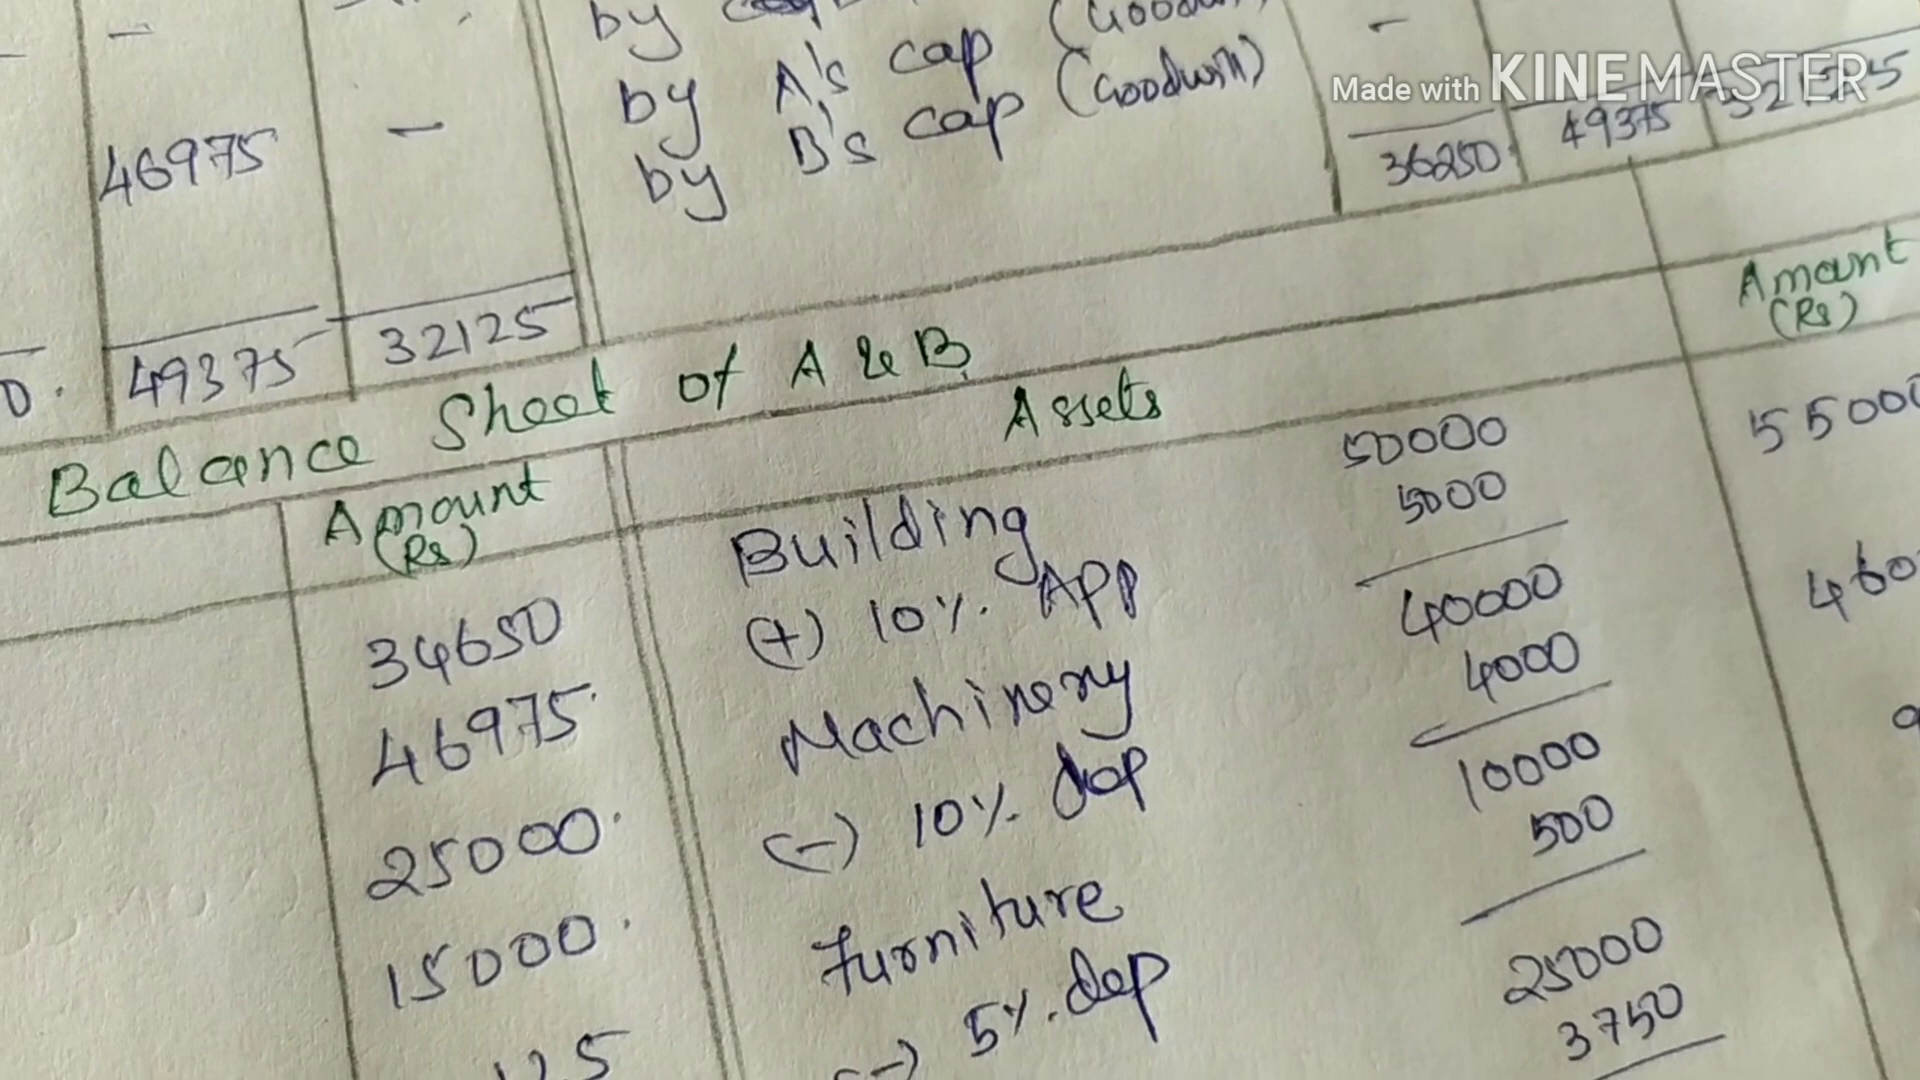 by A's cap (Goodwill)
by B's cap (Goodwill)
by
46975 -
36250 49375
49375 32125
Made with KINEMASTER
Balance Sheet of A & B
Amount (Rs) Assets Amount (Rs)
34650 Building 50000 55000
(+) 10%. App 5000
46975 Machinery 40000
(-) 10%. dep 4000
25000 Furniture 10000
15000 (-) 5%. dep 500
25000
3750